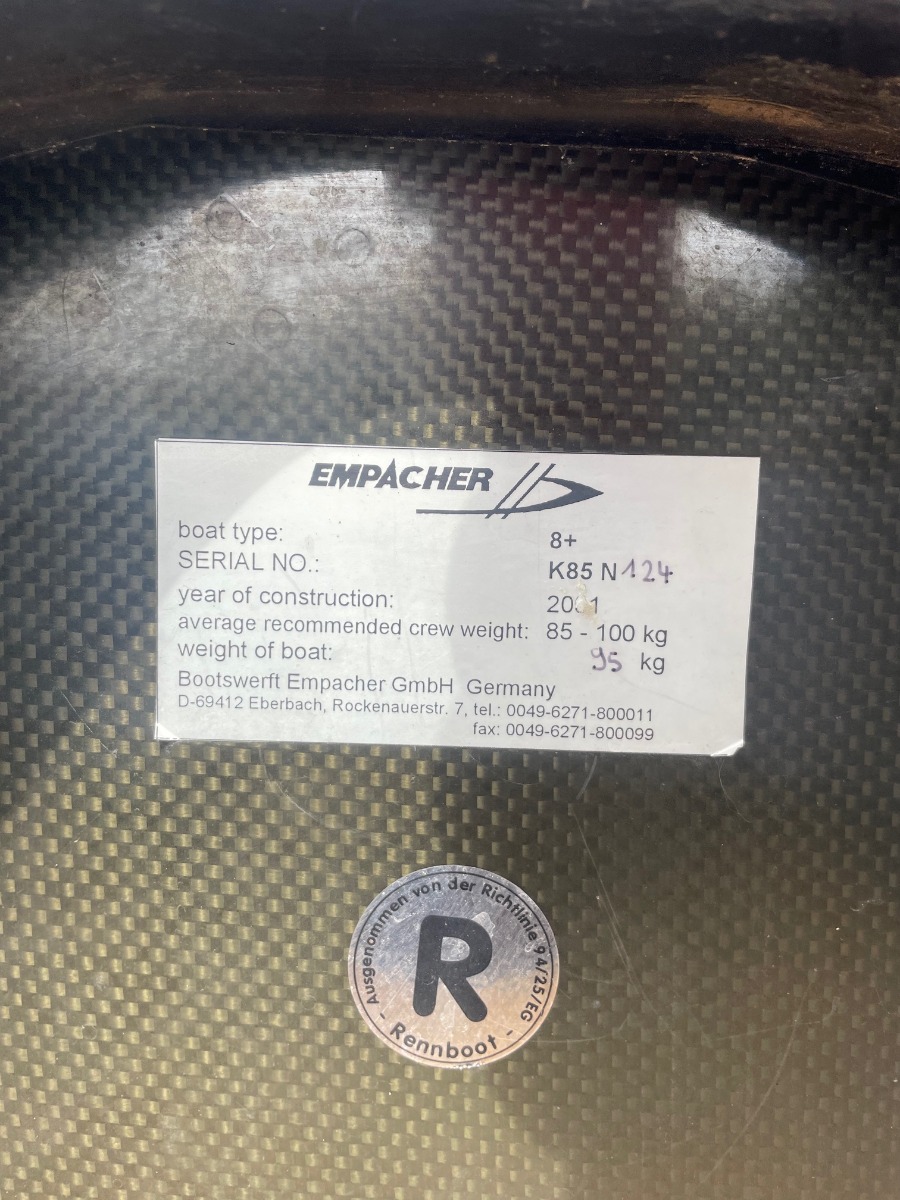 EMPACHER
boat type: 8+
SERIAL NO.: K85 N 124
year of construction: 2001
average recommended crew weight: 85 - 100 kg
weight of boat: 95 kg
Bootswerft Empacher GmbH Germany
D-69412 Eberbach, Rockenauerstr. 7, tel.: 0049-6271-800011
fax: 0049-6271-800099
Ausgenommen von der Richtlinie 94/25/EG
R
- Rennboot -